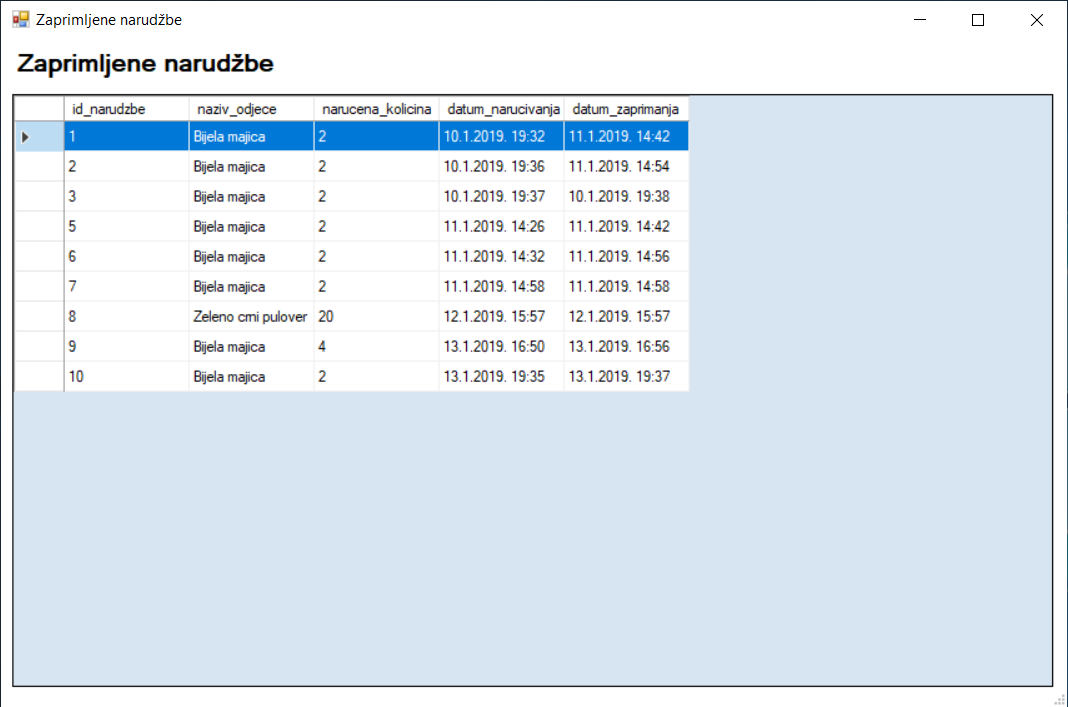 Zaprimljene narudžbe
Zaprimljene narudžbe
id_narudzbe naziv_odjece narucena_kolicina datum_narucivanja datum_zaprimanja
1 Bijela majica 2 10.1.2019. 19:32 11.1.2019. 14:42
2 Bijela majica 2 10.1.2019. 19:36 11.1.2019. 14:54
3 Bijela majica 2 10.1.2019. 19:37 10.1.2019. 19:38
5 Bijela majica 2 11.1.2019. 14:26 11.1.2019. 14:42
6 Bijela majica 2 11.1.2019. 14:32 11.1.2019. 14:56
7 Bijela majica 2 11.1.2019. 14:58 11.1.2019. 14:58
8 Zeleno crni pulover 20 12.1.2019. 15:57 12.1.2019. 15:57
9 Bijela majica 4 13.1.2019. 16:50 13.1.2019. 16:56
10 Bijela majica 2 13.1.2019. 19:35 13.1.2019. 19:37